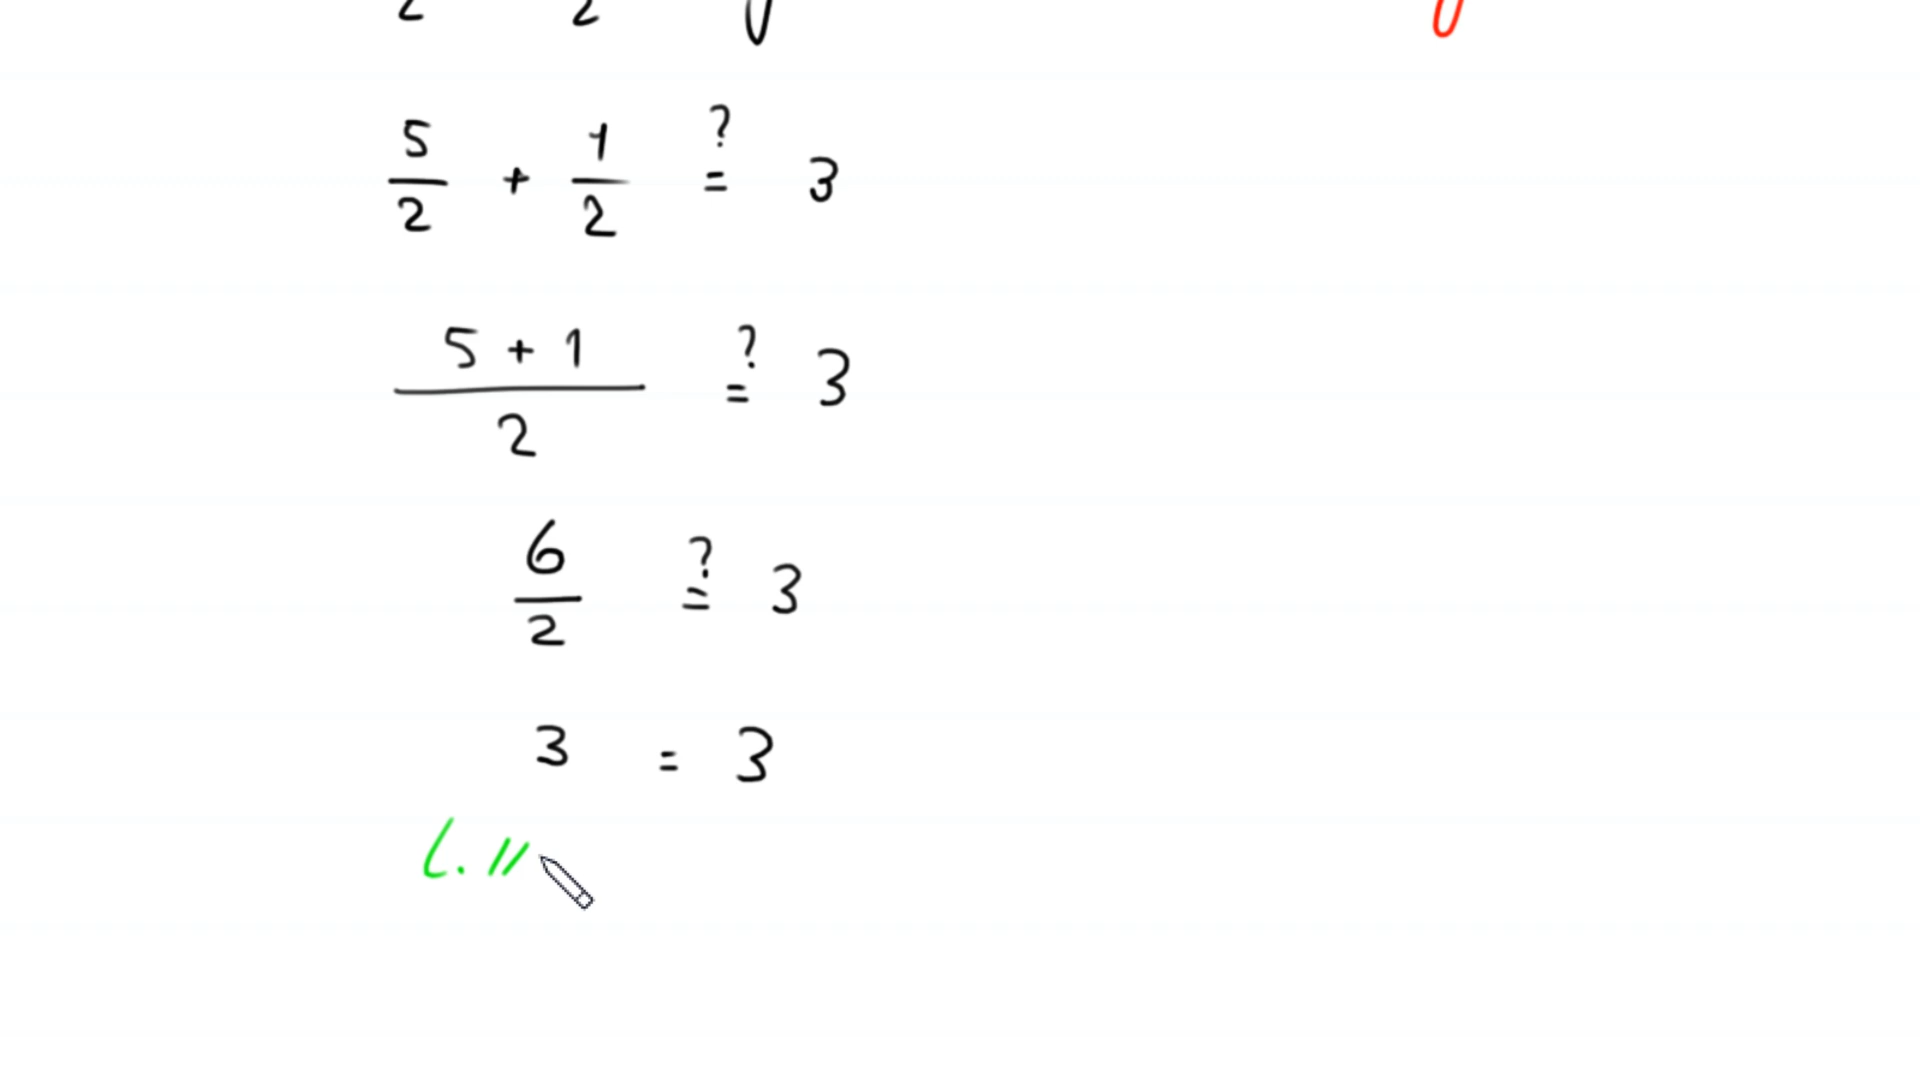 5/2 + 1/2 ?= 3
(5 + 1)/2 ?= 3
6/2 ?= 3
3 = 3
L.